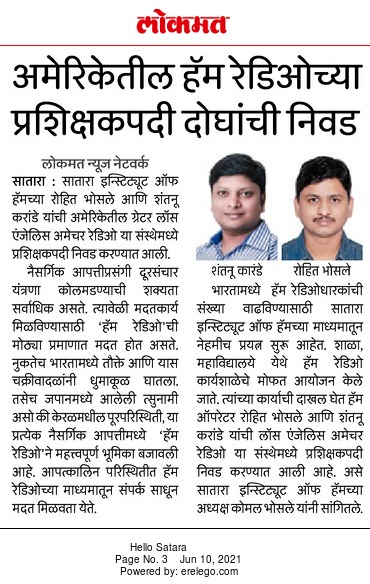 लोकमत
अमेरिकेतील हॅम रेडिओच्या
प्रशिक्षकपदी दोघांची निवड
लोकमत न्यूज नेटवर्क
सातारा : सातारा इन्स्टिट्यूट ऑफ
हॅमच्या रोहित भोसले आणि शंतनू
करांडे यांची अमेरिकेतील ग्रेटर लॉस
एंजेलिस अमेचर रेडिओ या संस्थेमध्ये
प्रशिक्षकपदी निवड करण्यात आली.
नैसर्गिक आपत्तीप्रसंगी दूरसंचार
यंत्रणा कोलमडण्याची शक्यता
सर्वाधिक असते. त्यावेळी मदतकार्य
मिळविण्यासाठी 'हॅम रेडिओ'ची
मोठ्या प्रमाणात मदत होत असते.
नुकतेच भारतामध्ये तौक्ते आणि यास
चक्रीवादळांनी धुमाकूळ घातला.
तसेच जपानमध्ये आलेली त्सुनामी
असो की केरळमधील पूरपरिस्थिती, या
प्रत्येक नैसर्गिक आपत्तीमध्ये 'हॅम
रेडिओ'ने महत्त्वपूर्ण भूमिका बजावली
आहे. आपत्कालिन परिस्थितीत हॅम
रेडिओच्या माध्यमातून संपर्क साधून
मदत मिळवता येते.
शंतनू कारंडे रोहित भोसले
भारतामध्ये हॅम रेडिओधारकांची
संख्या वाढविण्यासाठी सातारा
इन्स्टिट्यूट ऑफ हॅमच्या माध्यमातून
नेहमीच प्रयत्न सुरू आहेत. शाळा,
महाविद्यालये येथे हॅम रेडिओ
कार्यशाळेचे मोफत आयोजन केले
जाते. त्यांच्या कार्याची दाखल घेत हॅम
ऑपरेटर रोहित भोसले आणि शंतनू
करांडे यांची लॉस एंजेलिस अमेचर
रेडिओ या संस्थेमध्ये प्रशिक्षकपदी
निवड करण्यात आली आहे. असे
सातारा इन्स्टिट्यूट ऑफ हॅमच्या
अध्यक्ष कोमल भोसले यांनी सांगितले.
Hello Satara
Page No. 3 Jun 10, 2021
Powered by: erelego.com